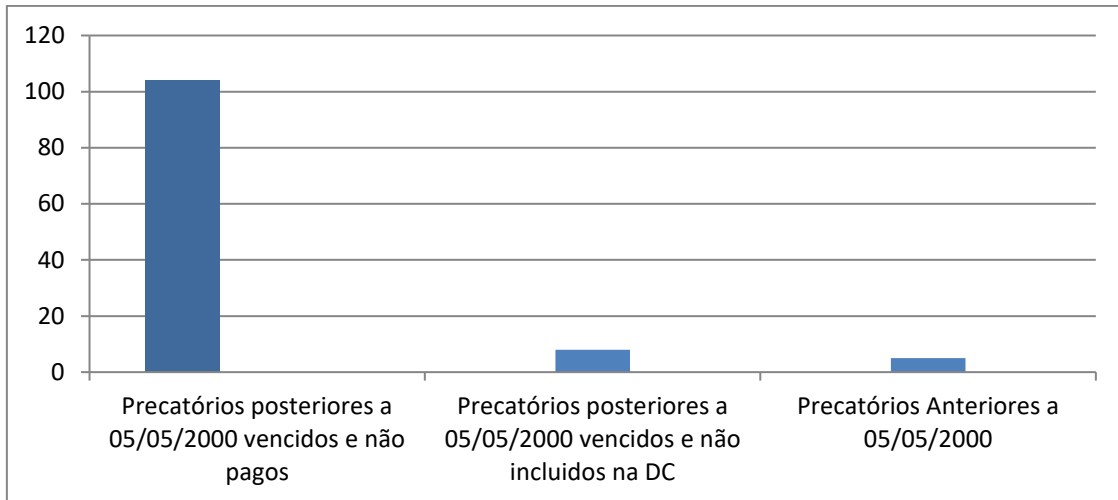 120
100
80
60
40
20
0
Precatórios posteriores a
05/05/2000 vencidos e não
pagos
Precatórios posteriores a
05/05/2000 vencidos e não
incluidos na DC
Precatórios Anteriores a
05/05/2000